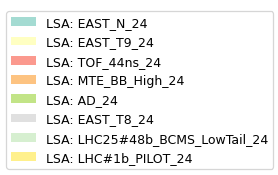 LSA: EAST_N_24
LSA: EAST_T9_24
LSA: TOF_44ns_24
LSA: MTE_BB_High_24
LSA: AD_24
LSA: EAST_T8_24
LSA: LHC25#48b_BCMS_LowTail_24
LSA: LHC#1b_PILOT_24